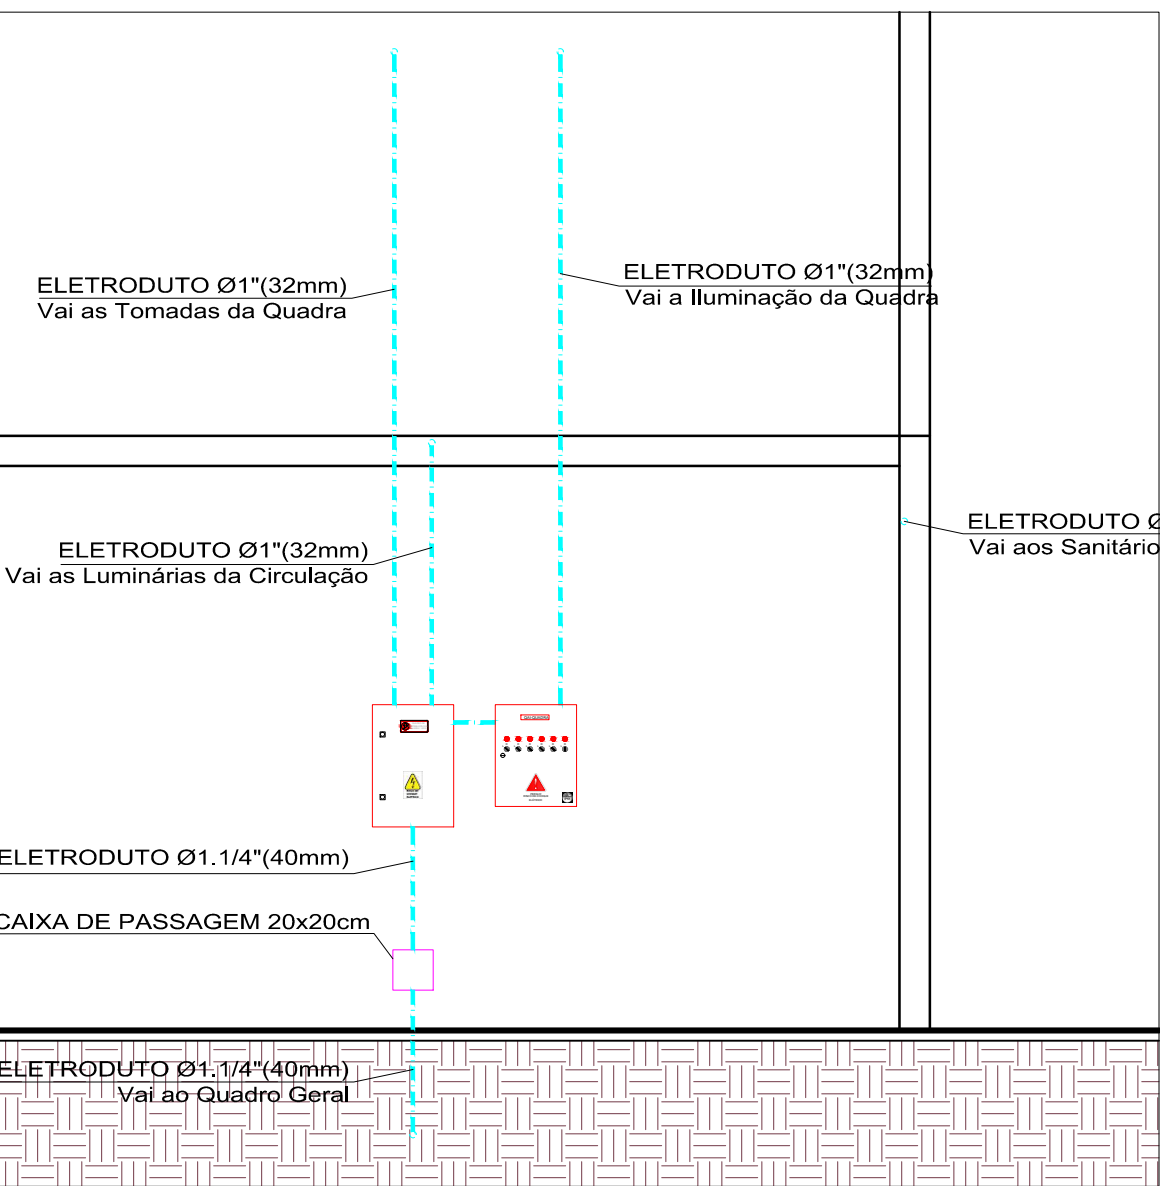 ELETRODUTO Ø1"(32mm)
Vai as Tomadas da Quadra
ELETRODUTO Ø1"(32mm)
Vai a Iluminação da Quadra
ELETRODUTO Ø
Vai aos Sanitário
ELETRODUTO Ø1"(32mm)
Vai as Luminárias da Circulação
ELETRODUTO Ø1.1/4"(40mm)
CAIXA DE PASSAGEM 20x20cm
ELETRODUTO Ø1.1/4"(40mm)
Vai ao Quadro Geral